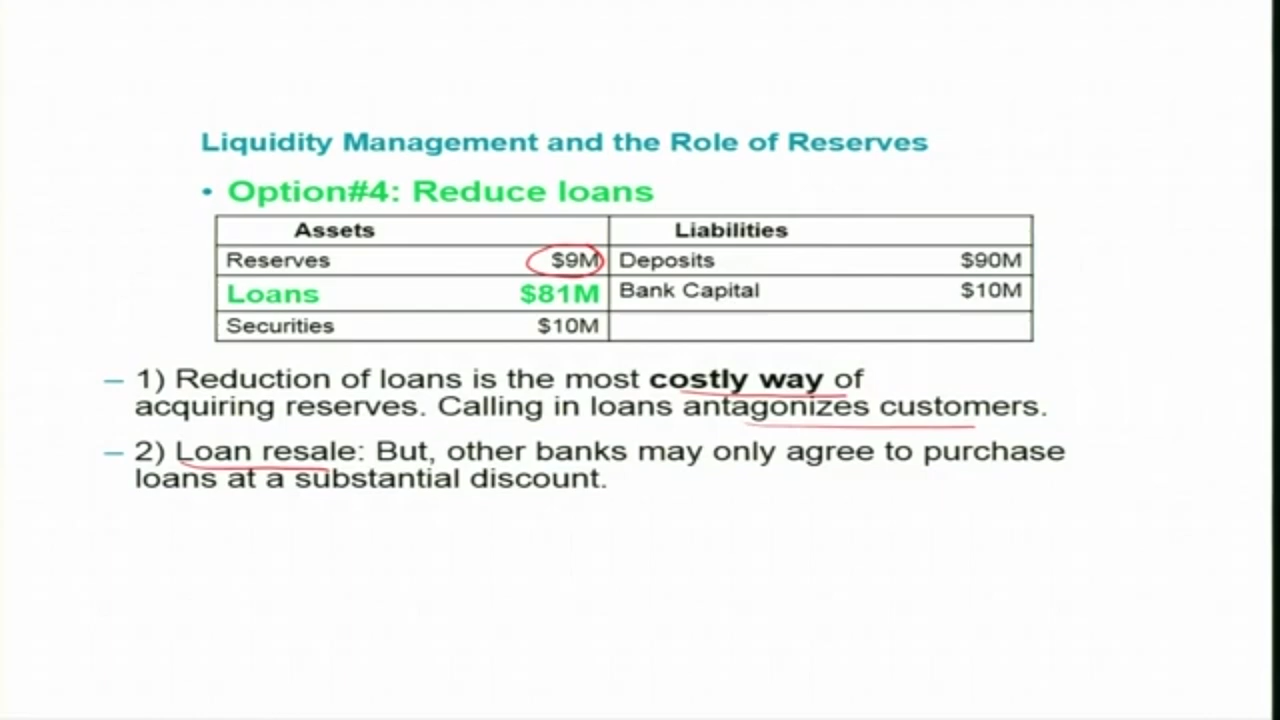 Liquidity Management and the Role of Reserves
• Option#4: Reduce loans
Assets Liabilities
Reserves $9M Deposits $90M
Loans $81M Bank Capital $10M
Securities $10M
– 1) Reduction of loans is the most costly way of
acquiring reserves. Calling in loans antagonizes customers.
– 2) Loan resale: But, other banks may only agree to purchase
loans at a substantial discount.